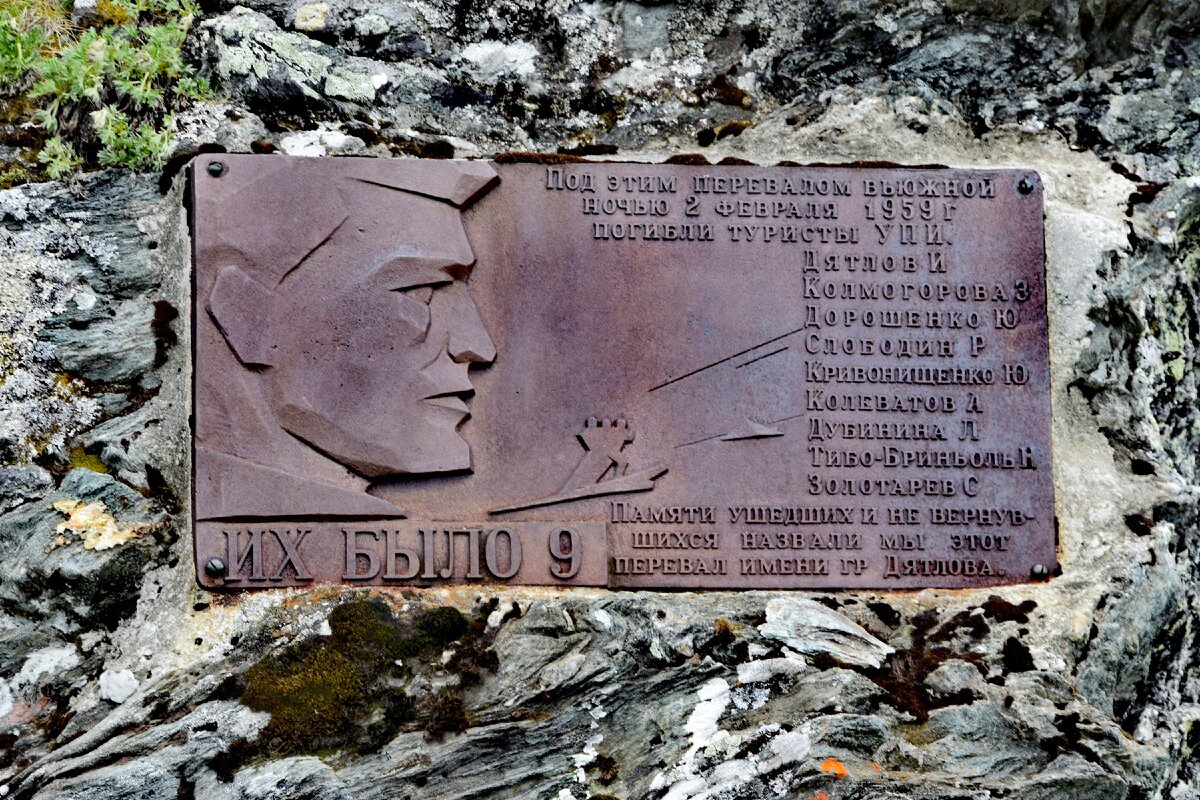 Под этим перевалом вьюжной
ночью 2 февраля 1959 г
погибли туристы УПИ.
Дятлов И
Колмогорова З
Дорошенко Ю
Слободин Р
Кривонищенко Ю
Колеватов А
Дубинина Л
Тибо-Бриньоль Н
Золотарев С
Памяти ушедших и не вернув-
шихся назвали мы этот
перевал имени гр Дятлова.
ИХ БЫЛО 9